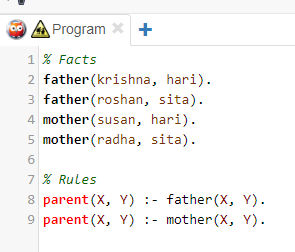 Program
1 % Facts
2 father(krishna, hari).
3 father(roshan, sita).
4 mother(susan, hari).
5 mother(radha, sita).
6
7 % Rules
8 parent(X, Y) :- father(X, Y).
9 parent(X, Y) :- mother(X, Y).